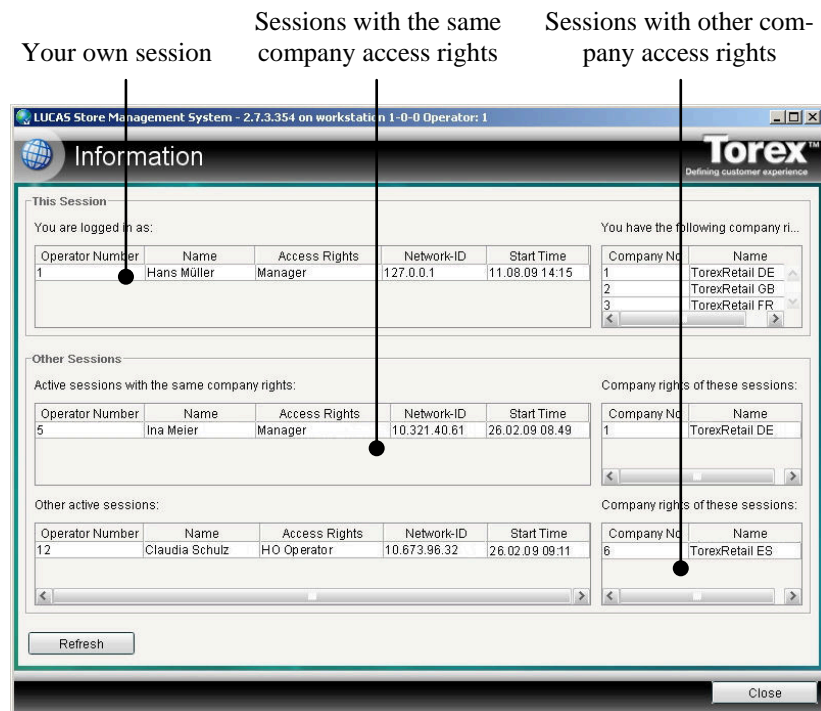 Your own session
Sessions with the same
company access rights
Sessions with other com-
pany access rights
LUCAS Store Management System - 2.7.3.354 on workstation 1-0-0 Operator: 1
Information
Torex™
Defining customer experience
This Session
You are logged in as:
Operator Number Name Access Rights Network-ID Start Time
1 Hans Müller Manager 127.0.0.1 11.08.09 14:15
You have the following company ri...
Company No Name
1 TorexRetail DE
2 TorexRetail GB
3 TorexRetail FR
Other Sessions
Active sessions with the same company rights:
Operator Number Name Access Rights Network-ID Start Time
5 Ina Meier Manager 10.321.40.61 26.02.09 08.49
Company rights of these sessions:
Company No Name
1 TorexRetail DE
Other active sessions:
Operator Number Name Access Rights Network-ID Start Time
12 Claudia Schulz HO Operator 10.673.96.32 26.02.09 09:11
Company rights of these sessions:
Company No Name
6 TorexRetail ES
Refresh
Close